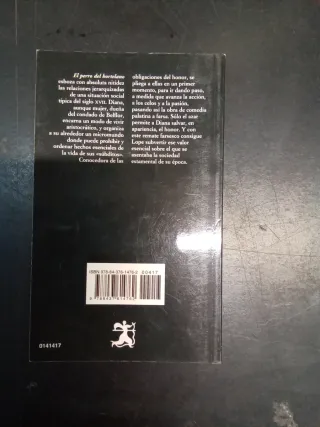 El perro del hortelano
esboza con absoluta nitidez
las relaciones jerarquizadas
de una situación social
típica del siglo XVII. Diana,
aunque mujer, dueña
del condado de Belflor,
encarna un modo de vivir
aristocrático, y organiza
a su alrededor un micromundo
donde puede prohibir y
ordenar hechos esenciales de
la vida de sus «súbditos».
Conocedora de las
obligaciones del honor, se
pliega a ellas en un primer
momento, para ir dando paso,
a medida que avanza la acción,
a los celos y a la pasión,
pasando así la obra de comedia
palatina a farsa. Sólo el azar
permite a Diana salvar, en
apariencia, el honor. Y con
este remate farsesco consigue
Lope subvertir ese valor
esencial sobre el que se
asentaba la sociedad
estamental de su época.
00417
0141417